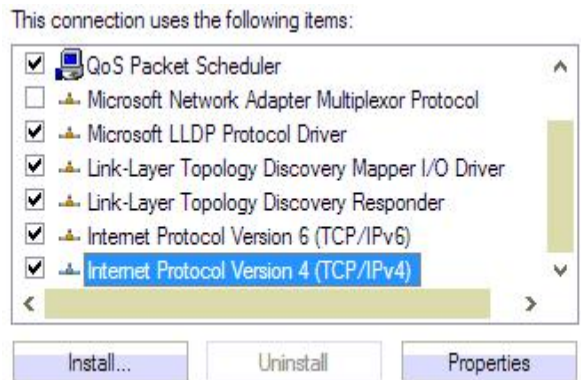 This connection uses the following items:
QoS Packet Scheduler
Microsoft Network Adapter Multiplexor Protocol
Microsoft LLDP Protocol Driver
Link-Layer Topology Discovery Mapper I/O Driver
Link-Layer Topology Discovery Responder
Internet Protocol Version 6 (TCP/IPv6)
Internet Protocol Version 4 (TCP/IPv4)
Install... Uninstall Properties